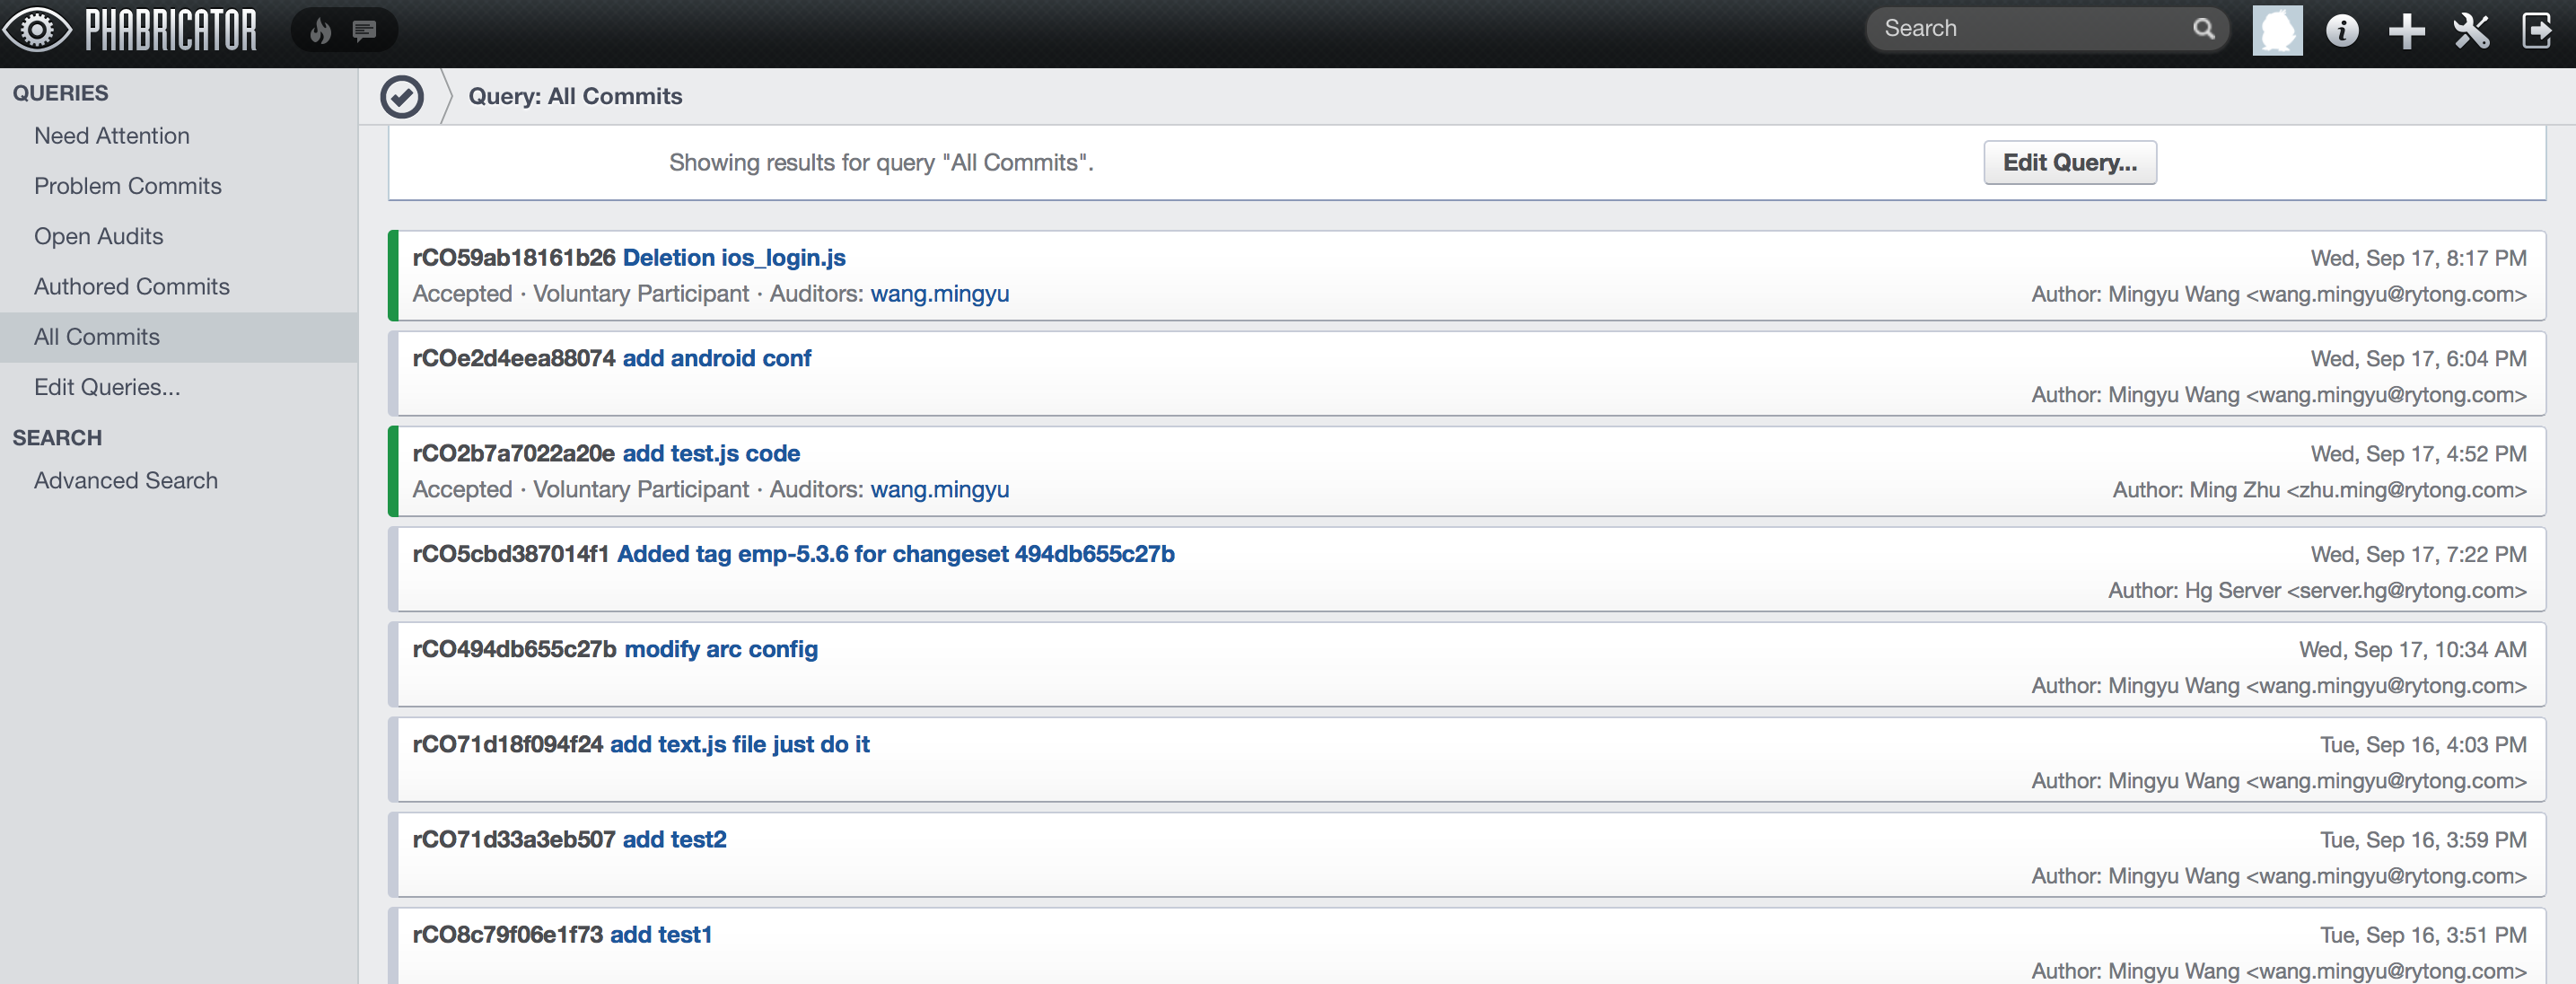 PHABRICATOR
Search
QUERIES
Need Attention
Problem Commits
Open Audits
Authored Commits
All Commits
Edit Queries...
SEARCH
Advanced Search
Query: All Commits
Showing results for query "All Commits".
Edit Query...
rCO59ab18161b26 Deletion ios_login.js
Wed, Sep 17, 8:17 PM
Accepted · Voluntary Participant · Auditors: wang.mingyu
Author: Mingyu Wang <wang.mingyu@rytong.com>
rCOe2d4eea88074 add android conf
Wed, Sep 17, 6:04 PM
Author: Mingyu Wang <wang.mingyu@rytong.com>
rCO2b7a7022a20e add test.js code
Wed, Sep 17, 4:52 PM
Accepted · Voluntary Participant · Auditors: wang.mingyu
Author: Ming Zhu <zhu.ming@rytong.com>
rCO5cbd387014f1 Added tag emp-5.3.6 for changeset 494db655c27b
Wed, Sep 17, 7:22 PM
Author: Hg Server <server.hg@rytong.com>
rCO494db655c27b modify arc config
Wed, Sep 17, 10:34 AM
Author: Mingyu Wang <wang.mingyu@rytong.com>
rCO71d18f094f24 add text.js file just do it
Tue, Sep 16, 4:03 PM
Author: Mingyu Wang <wang.mingyu@rytong.com>
rCO71d33a3eb507 add test2
Tue, Sep 16, 3:59 PM
Author: Mingyu Wang <wang.mingyu@rytong.com>
rCO8c79f06e1f73 add test1
Tue, Sep 16, 3:51 PM
Author: Mingyu Wang <wang.mingyu@rytong.com>